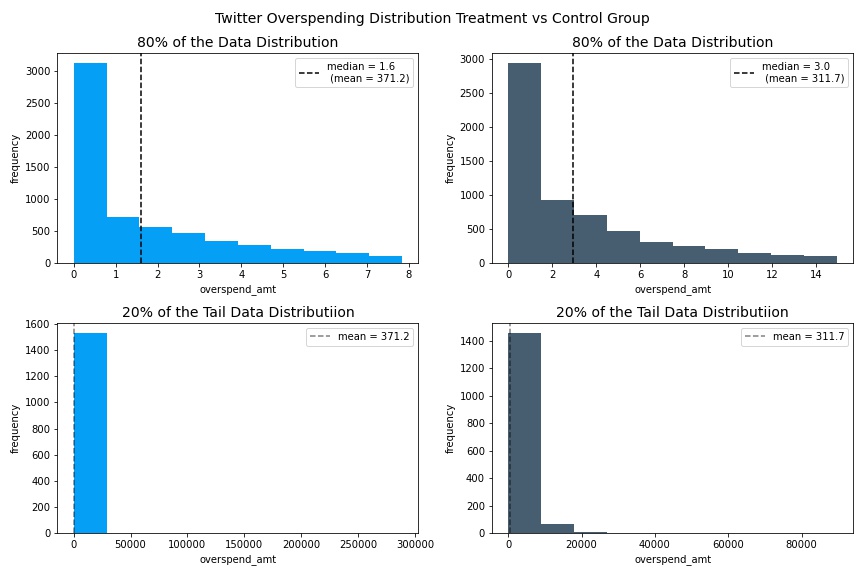 Twitter Overspending Distribution Treatment vs Control Group
80% of the Data Distribution
3000
2500
2000
1500
1000
500
0
frequency
median = 1.6
(mean = 371.2)
0 1 2 3 4 5 6 7 8
overspend_amt
80% of the Data Distribution
3000
2500
2000
1500
1000
500
0
frequency
median = 3.0
(mean = 311.7)
0 2 4 6 8 10 12 14
overspend_amt
20% of the Tail Data Distributiion
1600
1400
1200
1000
800
600
400
200
0
frequency
mean = 371.2
0 50000 100000 150000 200000 250000 300000
overspend_amt
20% of the Tail Data Distributiion
1400
1200
1000
800
600
400
200
0
frequency
mean = 311.7
0 20000 40000 60000 80000
overspend_amt